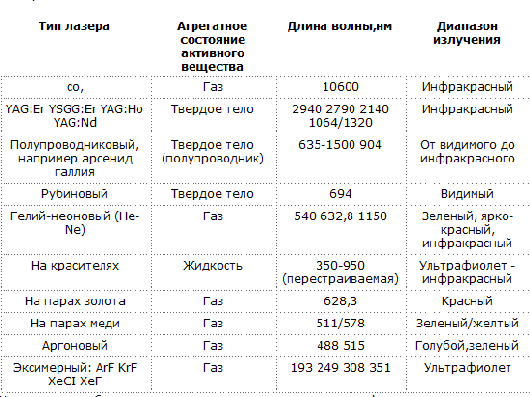 Тип лазера
Агрегатное состояние активного вещества
Длина волны,нм
Диапазон излучения
со,
Газ
10600
Инфракрасный
YAG:Er YSGG:Er YAG:Ho YAG:Nd
Твердое тело
2940 2790 2140 1064/1320
Инфракрасный
Полупроводниковый, например арсенид галлия
Твердое тело (полупроводник)
635-1500 904
От видимого до инфракрасного
Рубиновый
Твердое тело
694
Видимый
Гелий-неоновый (He-Ne)
Газ
540 632,8 1150
Зеленый, ярко-красный, инфракрасный
На красителях
Жидкость
350-950 (перестраиваемая)
Ультрафиолет - инфракрасный
На парах золота
Газ
628,3
Красный
На парах меди
Газ
511/578
Зеленый/желтый
Аргоновый
Газ
488 515
Голубой,зеленый
Эксимерный: ArF KrF XeCI XeF
Газ
193 249 308 351
Ультрафиолет